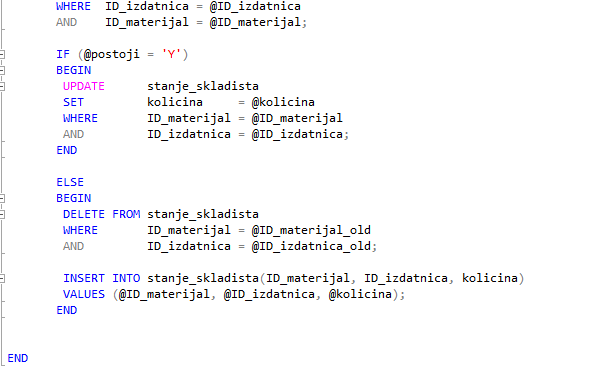 WHERE  ID_izdatnica = @ID_izdatnica
AND    ID_materijal = @ID_materijal;
IF (@postoji = 'Y')
BEGIN
UPDATE      stanje_skladista
SET         kolicina     = @kolicina
WHERE       ID_materijal = @ID_materijal
AND         ID_izdatnica = @ID_izdatnica;
END
ELSE
BEGIN
DELETE FROM stanje_skladista
WHERE       ID_materijal = @ID_materijal_old
AND         ID_izdatnica = @ID_izdatnica_old;
INSERT INTO stanje_skladista(ID_materijal, ID_izdatnica, kolicina)
VALUES (@ID_materijal, @ID_izdatnica, @kolicina);
END
END